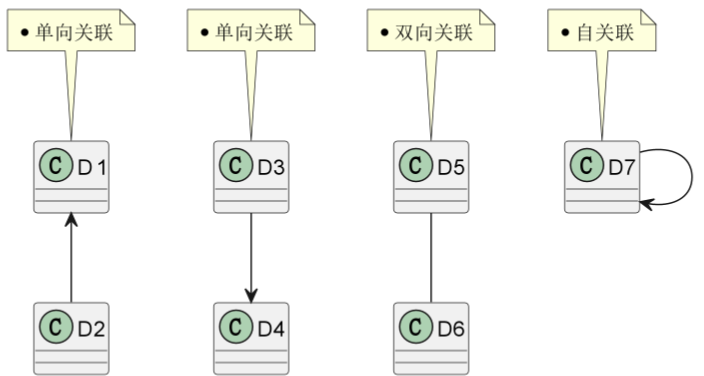 • 单向关联
• 单向关联
• 双向关联
• 自关联
C D1
C D3
C D5
C D7
C D2
C D4
C D6